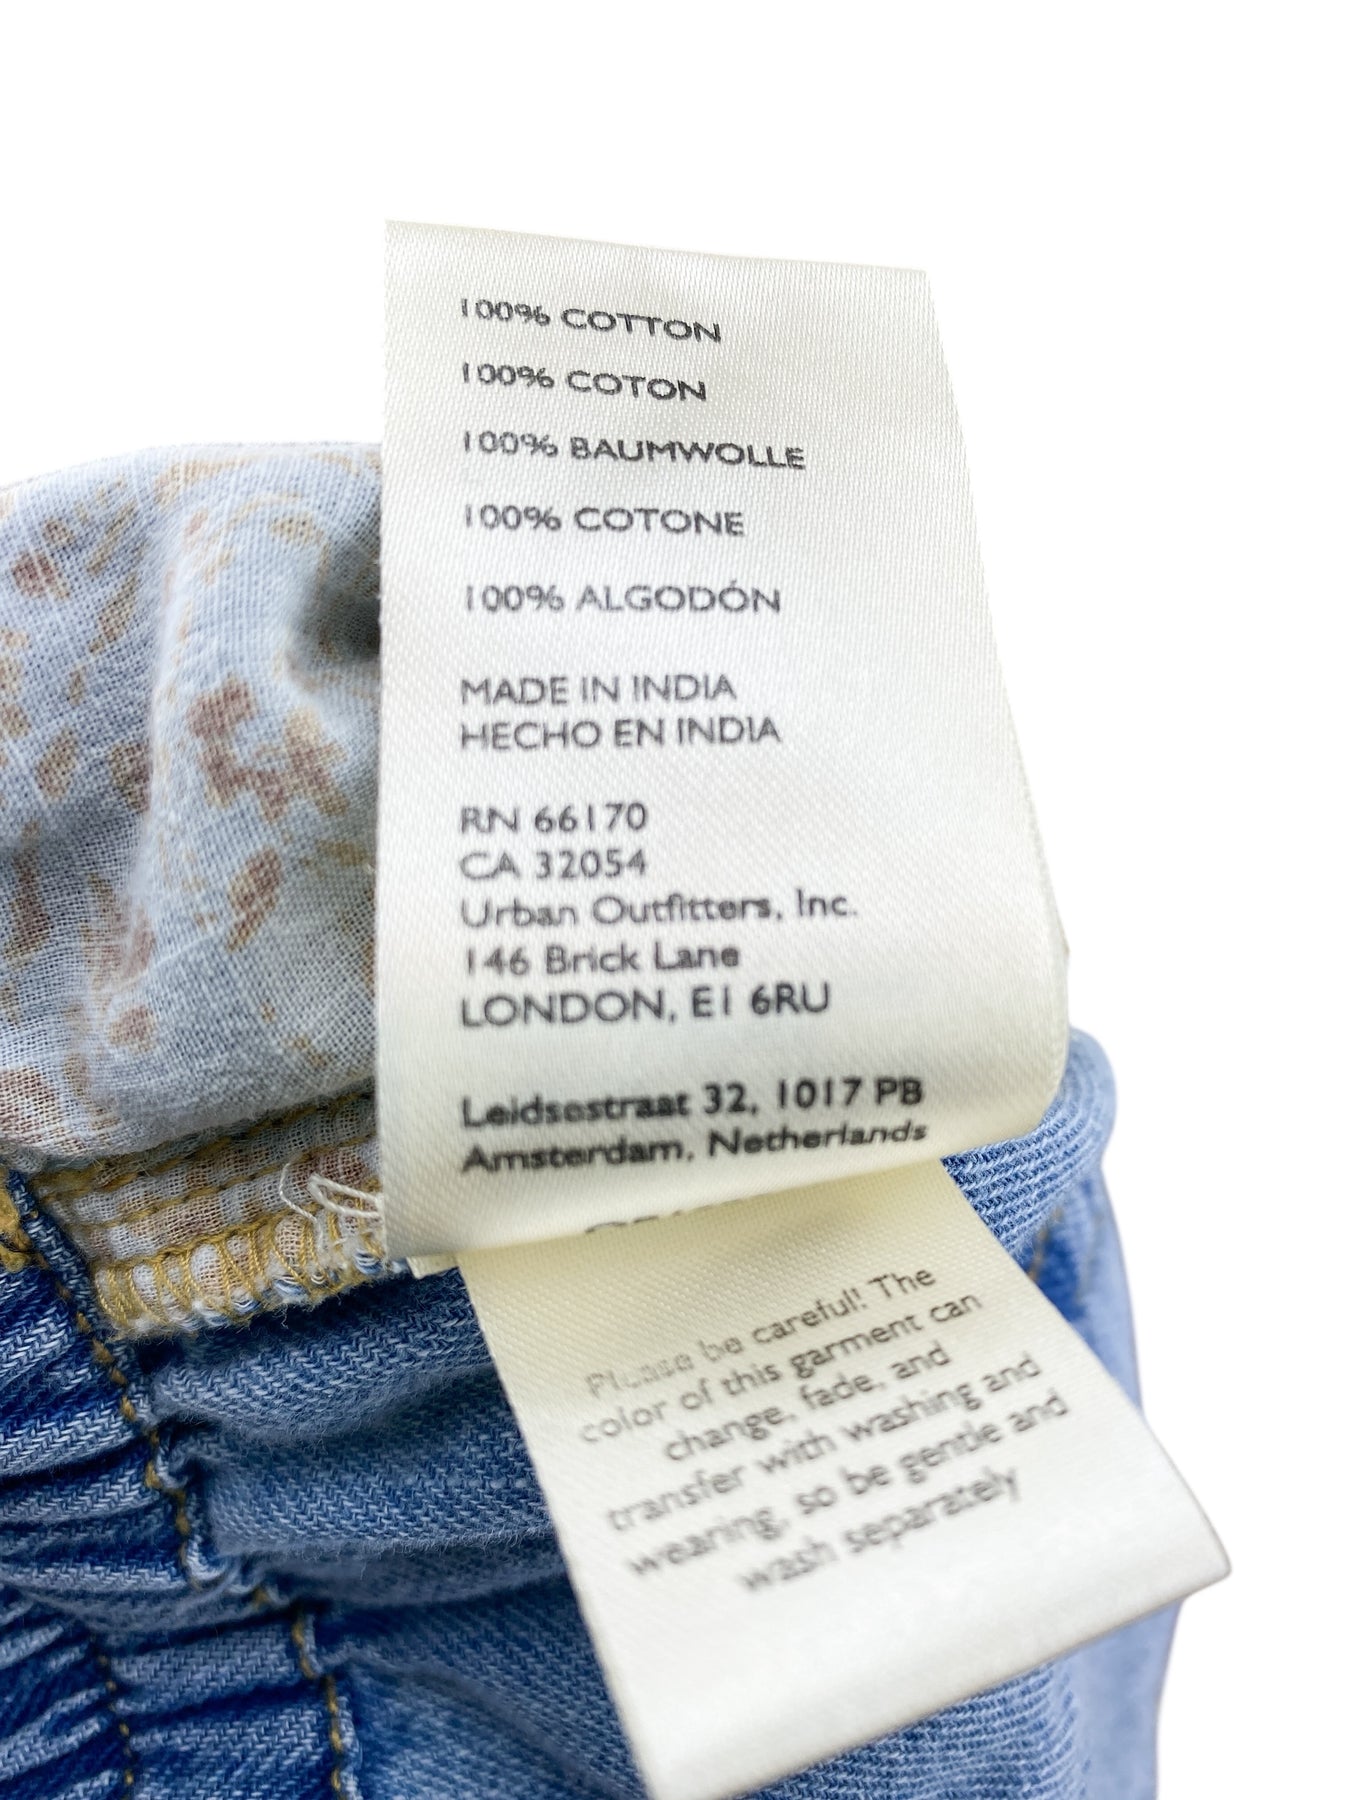 100% COTTON
100% COTON
100% BAUMWOLLE
100% COTONE
100% ALGODÓN
MADE IN INDIA
HECHO EN INDIA
RN 66170
CA 32054
Urban Outfitters, Inc.
146 Brick Lane
LONDON, E1 6RU
Leidsestraat 32, 1017 PB
Amsterdam, Netherlands
Please be careful! The
color of this garment can
change, fade, and
transfer with washing and
wearing, so be gentle and
wash separately